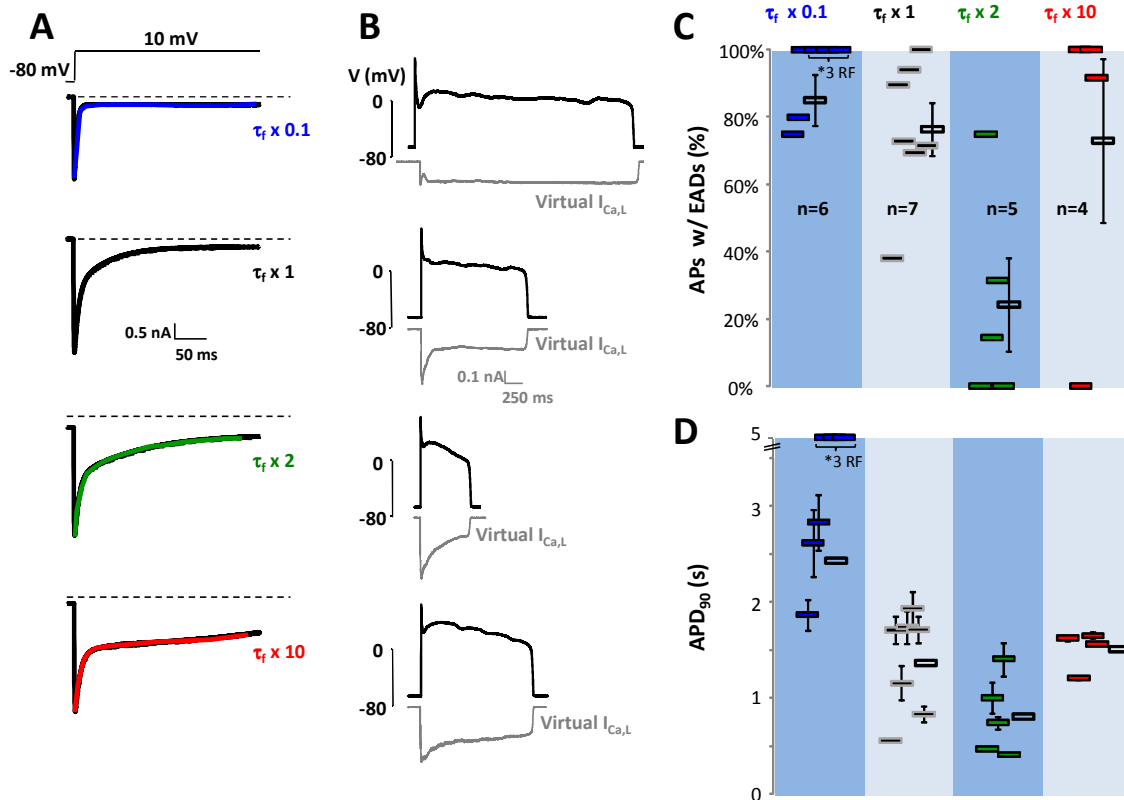 A
10 mV
-80 mV
τf x 0.1
τf x 1
0.5 nA
50 ms
τf x 2
τf x 10
B
V (mV)
0
-80
Virtual ICa,L
0
-80
Virtual ICa,L
0.1 nA
250 ms
0
-80
Virtual ICa,L
0
-80
Virtual ICa,L
τf x 0.1
τf x 1
τf x 2
τf x 10
C
100%
80%
60%
40%
20%
0%
APs w/ EADs (%)
*3 RF
n=6
n=7
n=5
n=4
D
5
3
2
1
0
APD90 (s)
*3 RF